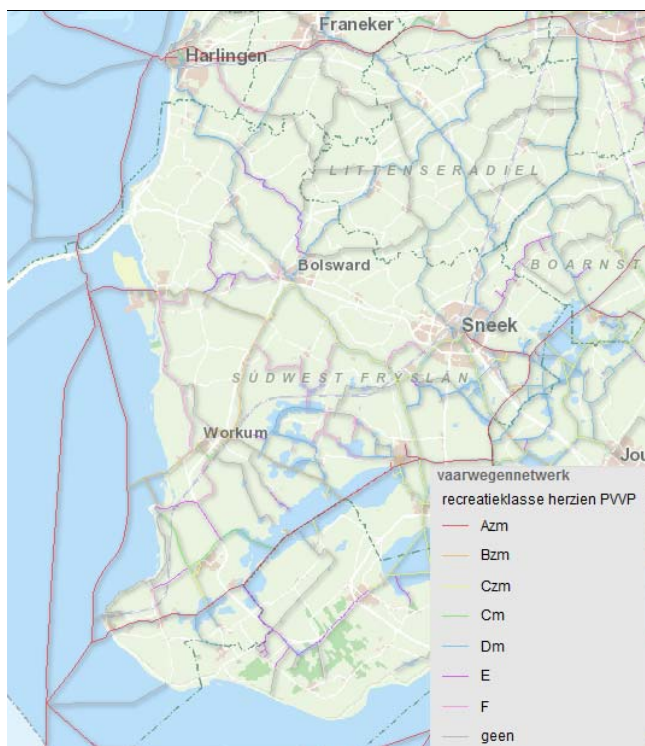 Franeker
Harlingen
LITTENSERADIEL
Bolsward
BOARNST
Sneek
SÚDWEST FRYSLÂN
Workum
Jou
vaarwegennetwerk
recreatieklasse herzien PVVP
Azm
Bzm
Czm
Cm
Dm
E
F
geen